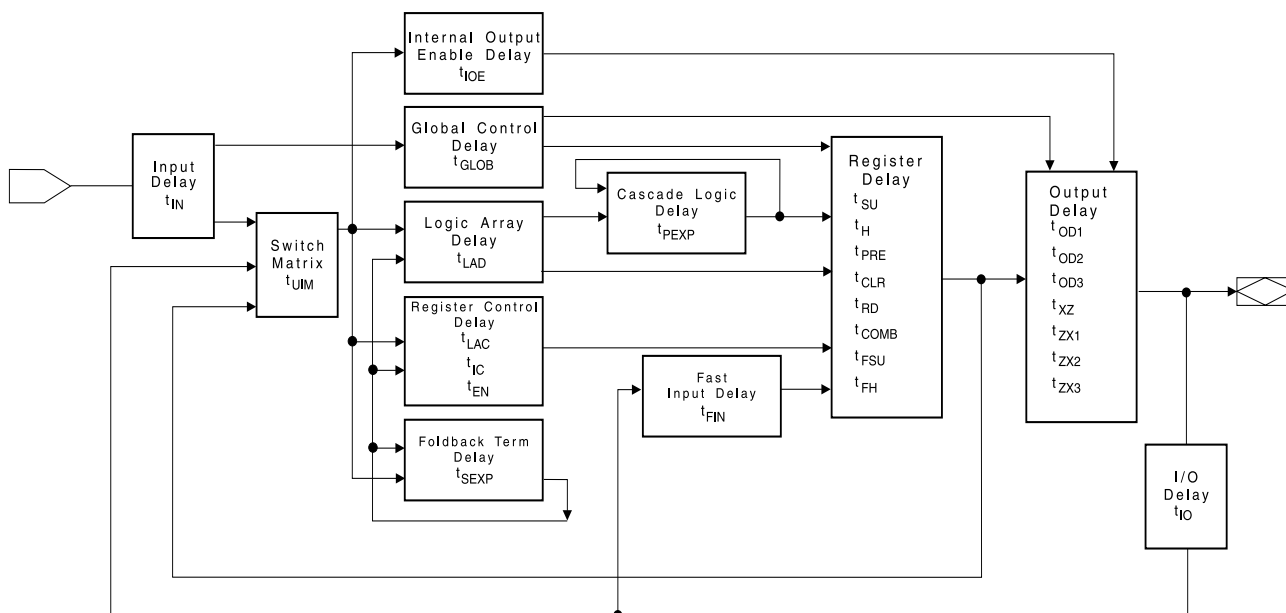 Internal Output
Enable Delay
tIOE
Global Control
Delay
tGLOB
Input
Delay
tIN
Switch
Matrix
tUIM
Logic Array
Delay
tLAD
Cascade Logic
Delay
tPEXP
Register Control
Delay
tLAC
tIC
tEN
Foldback Term
Delay
tSEXP
Fast
Input Delay
tFIN
Register
Delay
tSU
tH
tPRE
tCLR
tRD
tCOMB
tFSU
tFH
Output
Delay
tOD1
tOD2
tOD3
tXZ
tZX1
tZX2
tZX3
I/O
Delay
tIO